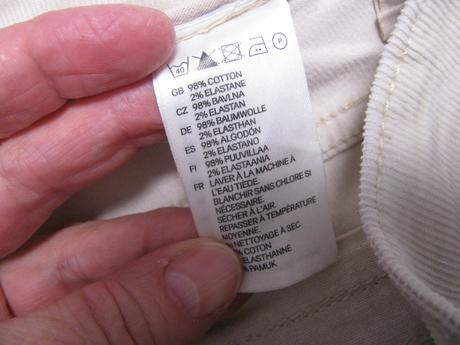 40 P
GB 98% COTTON
2% ELASTANE
CZ 98% BAVLNA
2% ELASTAN
DE 98% BAUMWOLLE
2% ELASTHAN
ES 98% ALGODÓN
2% ELASTANO
FI 98% PUUVILLAA
2% ELASTAANIA
FR LAVER À LA MACHINE À
L'EAU TIÈDE.
BLANCHIR SANS CHLORE SI
NÉCESSAIRE.
SÉCHER À L'AIR.
REPASSER À TEMPÉRATURE
MOYENNE.
NETTOYAGE À SEC
COTON
ELASTHANNE
PAMUK